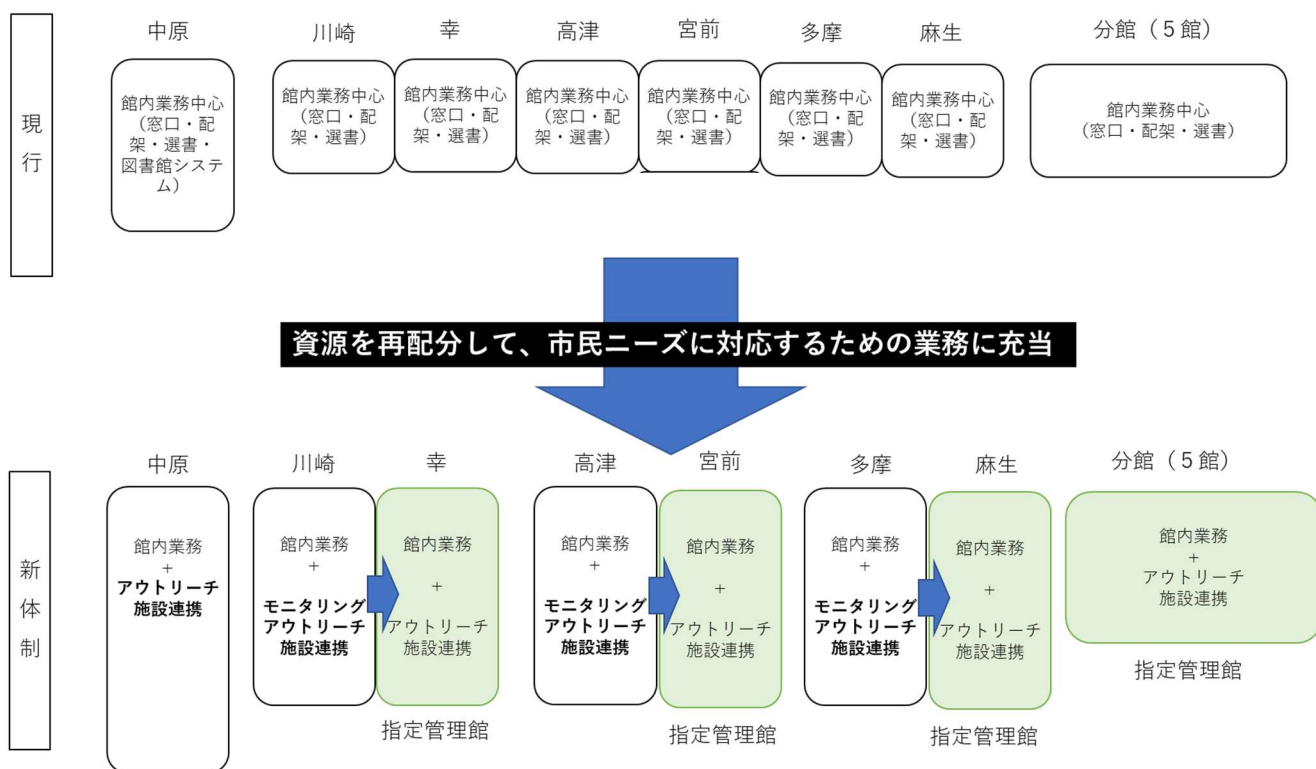 現行
中原
川崎
幸
高津
宮前
多摩
麻生
分館（５館）
館内業務中心
（窓口・配
架・選書・
図書館システ
ム）
館内業務中心
（窓口・配
架・選書）
館内業務中心
（窓口・配
架・選書）
館内業務中心
（窓口・配
架・選書）
館内業務中心
（窓口・配
架・選書）
館内業務中心
（窓口・配
架・選書）
館内業務中心
（窓口・配
架・選書）
館内業務中心
（窓口・配架・選書）
資源を再配分して、市民ニーズに対応するための業務に充当
新体制
中原
川崎
幸
高津
宮前
多摩
麻生
分館（５館）
館内業務
+
アウトリーチ
施設連携
館内業務
+
モニタリング
アウトリーチ
施設連携
館内業務
+
アウトリーチ
施設連携
館内業務
+
モニタリング
アウトリーチ
施設連携
館内業務
+
アウトリーチ
施設連携
館内業務
+
モニタリング
アウトリーチ
施設連携
館内業務
+
アウトリーチ
施設連携
館内業務
+
アウトリーチ
施設連携
指定管理館
指定管理館
指定管理館
指定管理館